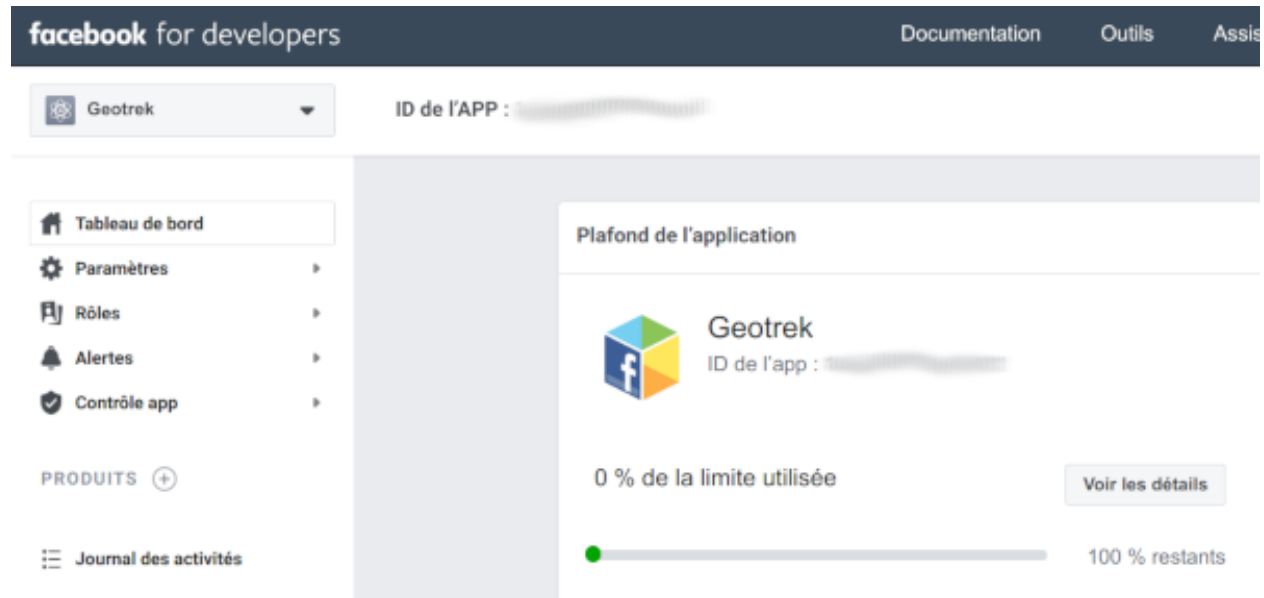 facebook for developers Documentation Outils
Geotrek ID de l'APP :
Tableau de bord
Plafond de l'application
Paramètres
Rôles
Geotrek
Alertes
ID de l'app :
Contrôle app
PRODUITS
0 % de la limite utilisée Voir les détails
Journal des activités
100 % restants